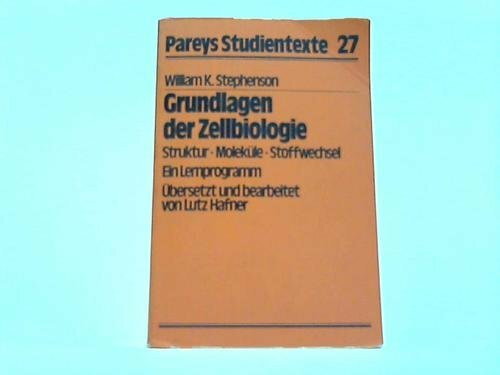 Pareys Studientexte 27
William K. Stephenson
Grundlagen
der Zellbiologie
Struktur · Moleküle · Stoffwechsel
Ein Lernprogramm
Übersetzt und bearbeitet
von Lutz Hafner